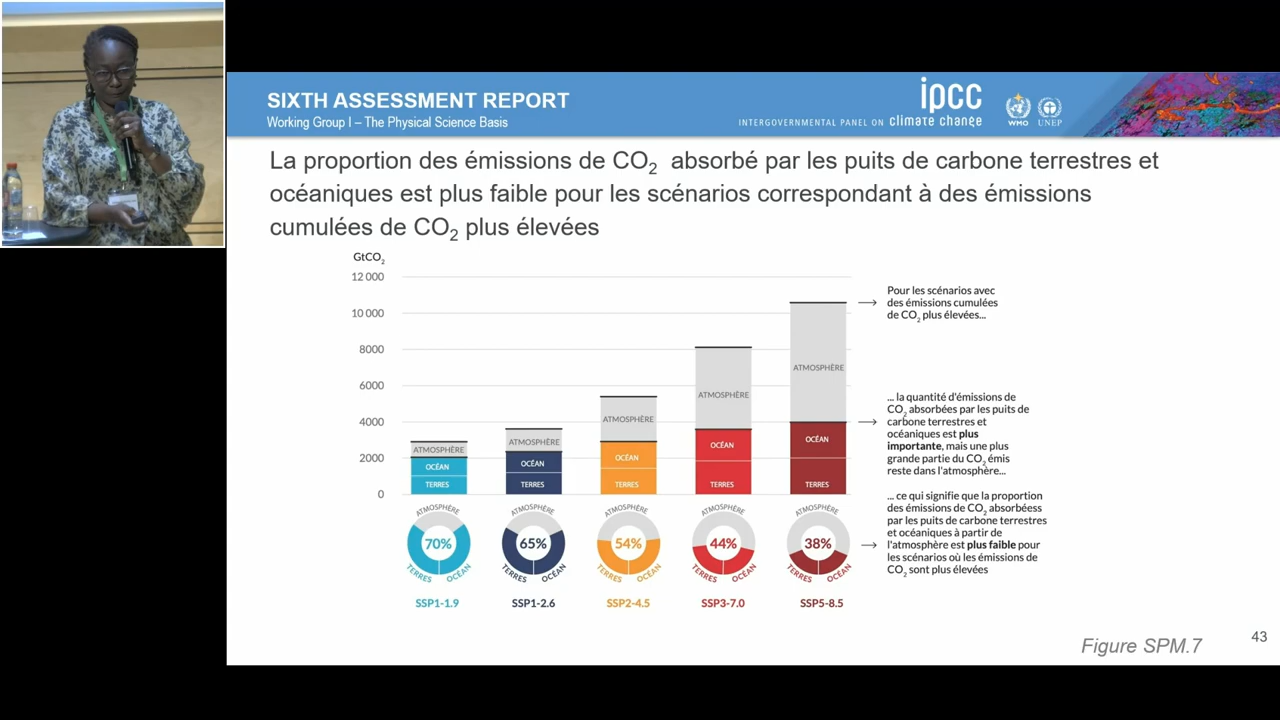 SIXTH ASSESSMENT REPORT
Working Group I – The Physical Science Basis
ipcc
INTERGOVERNMENTAL PANEL ON climate change
WMO
UNEP
La proportion des émissions de CO2 absorbé par les puits de carbone terrestres et
océaniques est plus faible pour les scénarios correspondant à des émissions
cumulées de CO2 plus élevées
GtCO2
12 000
10 000
8000
6000
4000
2000
0
ATMOSPHÈRE
OCÉAN
TERRES
ATMOSPHÈRE
OCÉAN
TERRES
ATMOSPHÈRE
OCÉAN
TERRES
ATMOSPHÈRE
OCÉAN
TERRES
ATMOSPHÈRE
OCÉAN
TERRES
Pour les scénarios avec
des émissions cumulées
de CO2 plus élevées...
... la quantité d'émissions de
CO2 absorbées par les puits de
carbone terrestres et
océaniques est plus
importante, mais une plus
grande partie du CO2 émis
reste dans l'atmosphère...
... ce qui signifie que la proportion
des émissions de CO2 absorbéess
par les puits de carbone terrestres
et océaniques à partir de
l'atmosphère est plus faible pour
les scénarios où les émissions de
CO2 sont plus élevées
ATMOSPHÈRE
70%
TERRES OCÉAN
SSP1-1.9
ATMOSPHÈRE
65%
TERRES OCÉAN
SSP1-2.6
ATMOSPHÈRE
54%
TERRES OCÉAN
SSP2-4.5
ATMOSPHÈRE
44%
TERRES OCÉAN
SSP3-7.0
ATMOSPHÈRE
38%
TERRES OCÉAN
SSP5-8.5
Figure SPM.7
43